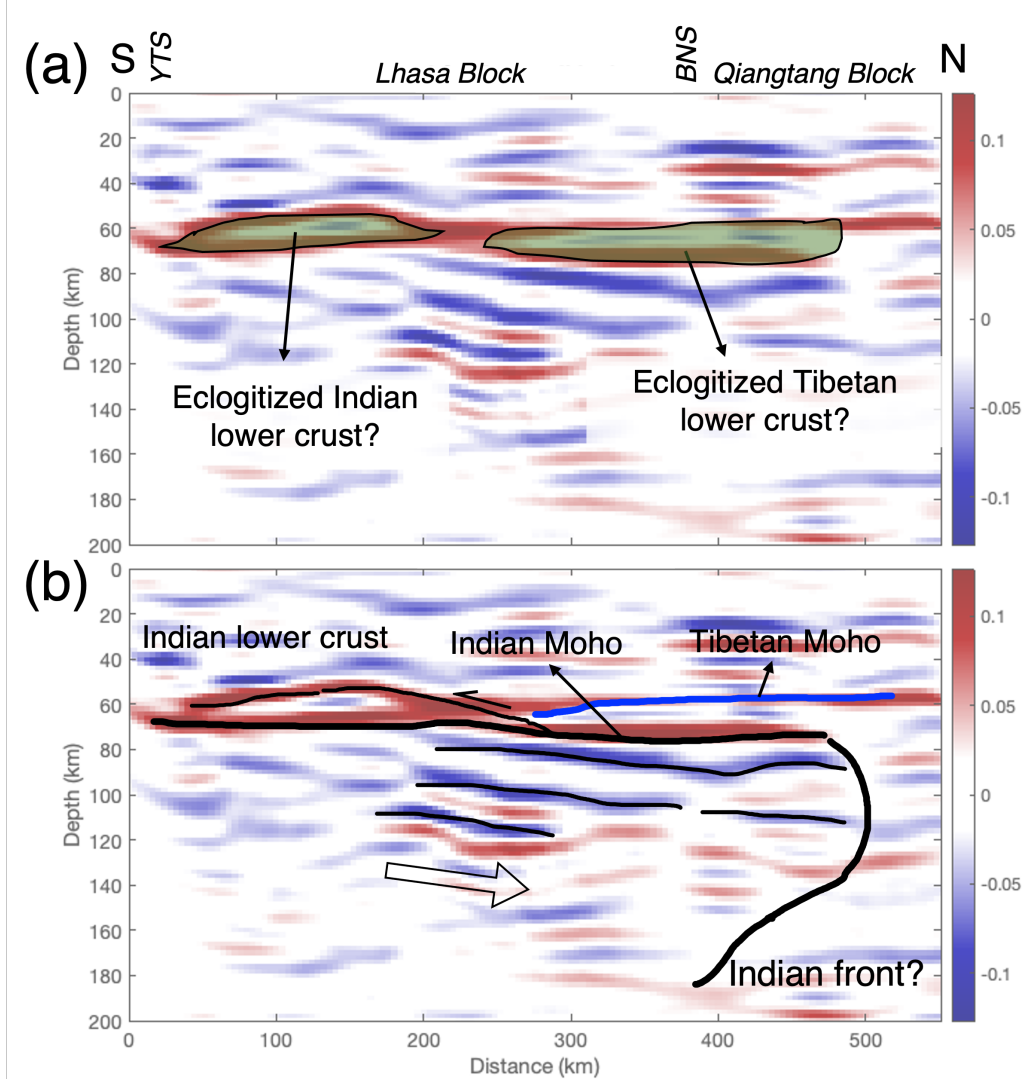 (a)
S
YTS
Lhasa Block
BNS
Qiangtang Block
N
0
20
40
60
80
100
120
140
160
180
200
Depth (km)
Eclogitized Indian
lower crust?
Eclogitized Tibetan
lower crust?
0.1
0.05
0
-0.05
-0.1
(b)
0
20
40
60
80
100
120
140
160
180
200
Depth (km)
Indian lower crust
Indian Moho
Tibetan Moho
Indian front?
0.1
0.05
0
-0.05
-0.1
0
100
200
300
400
500
Distance (km)